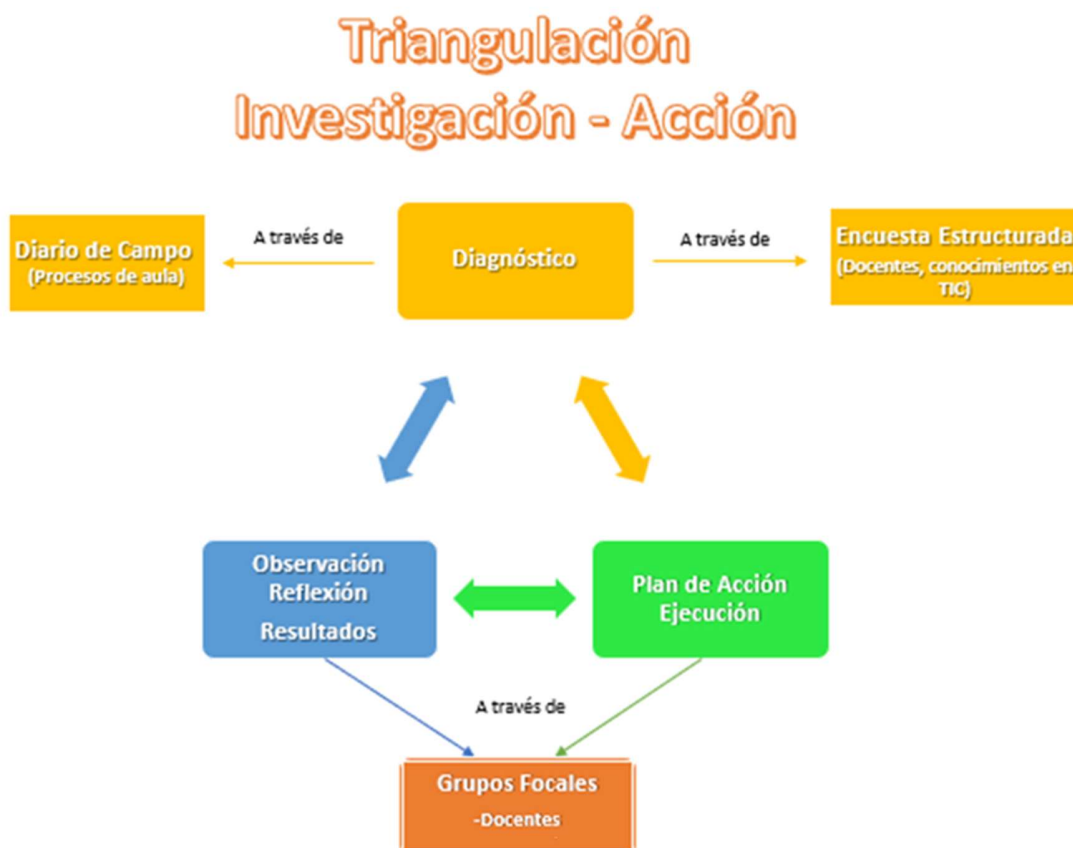 Triangulación
Investigación - Acción
Diario de Campo
(Procesos de aula)
A través de
Diagnóstico
A través de
Encuesta Estructurada
(Docentes, conocimientos en
TIC)
Observación
Reflexión
Resultados
Plan de Acción
Ejecución
A través de
Grupos Focales
-Docentes